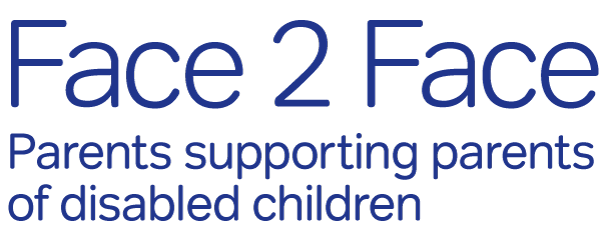 Face 2 Face
Parents supporting parents
of disabled children